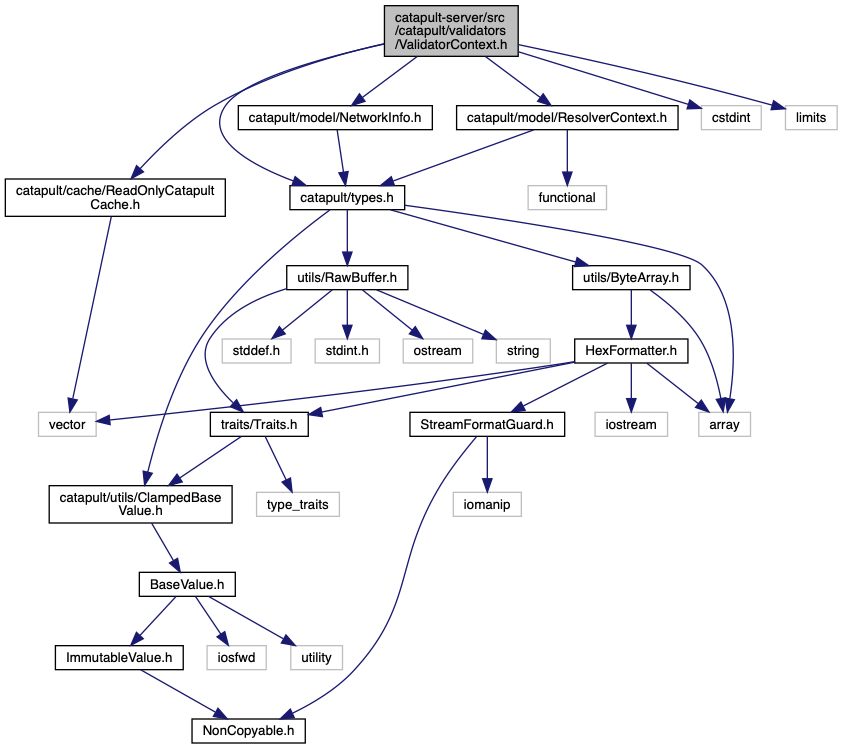 catapult-server/src
/catapult/validators
/ValidatorContext.h
catapult/model/NetworkInfo.h
catapult/model/ResolverContext.h
cstdint
limits
catapult/cache/ReadOnlyCatapult
Cache.h
catapult/types.h
functional
utils/RawBuffer.h
utils/ByteArray.h
stddef.h
stdint.h
ostream
string
HexFormatter.h
vector
traits/Traits.h
StreamFormatGuard.h
iostream
array
catapult/utils/ClampedBase
Value.h
type_traits
iomanip
BaseValue.h
ImmutableValue.h
iosfwd
utility
NonCopyable.h